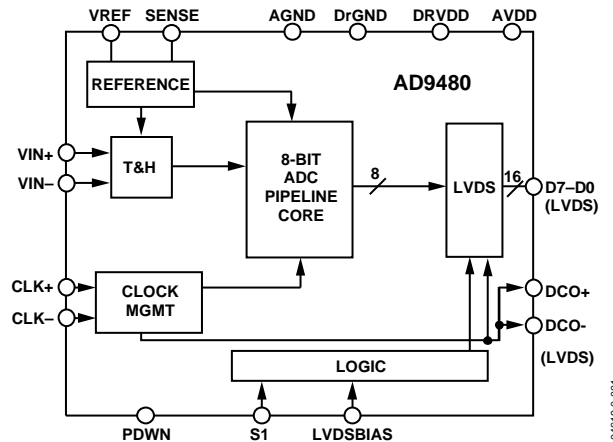 VREF SENSE AGND DrGND DRVDD AVDD
REFERENCE
AD9480
VIN+
VIN–
T&H
8-BIT
ADC
PIPELINE
CORE
8
LVDS
16
D7–D0
(LVDS)
CLK+
CLK–
CLOCK
MGMT
DCO+
DCO-
(LVDS)
LOGIC
PDWN S1 LVDSBIAS